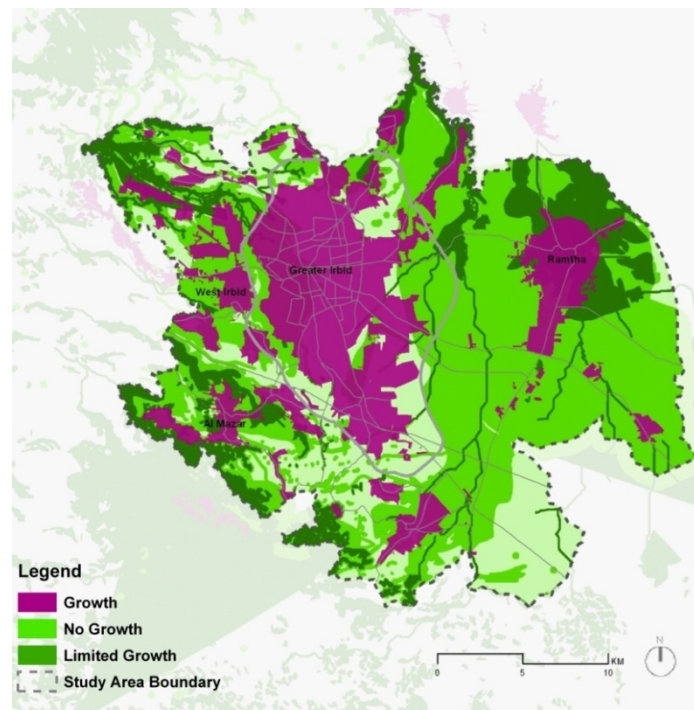 Greater Irbid
Ramtha
West Irbid
Al Mazar
Legend
Growth
No Growth
Limited Growth
Study Area Boundary
N
KM
0 5 10